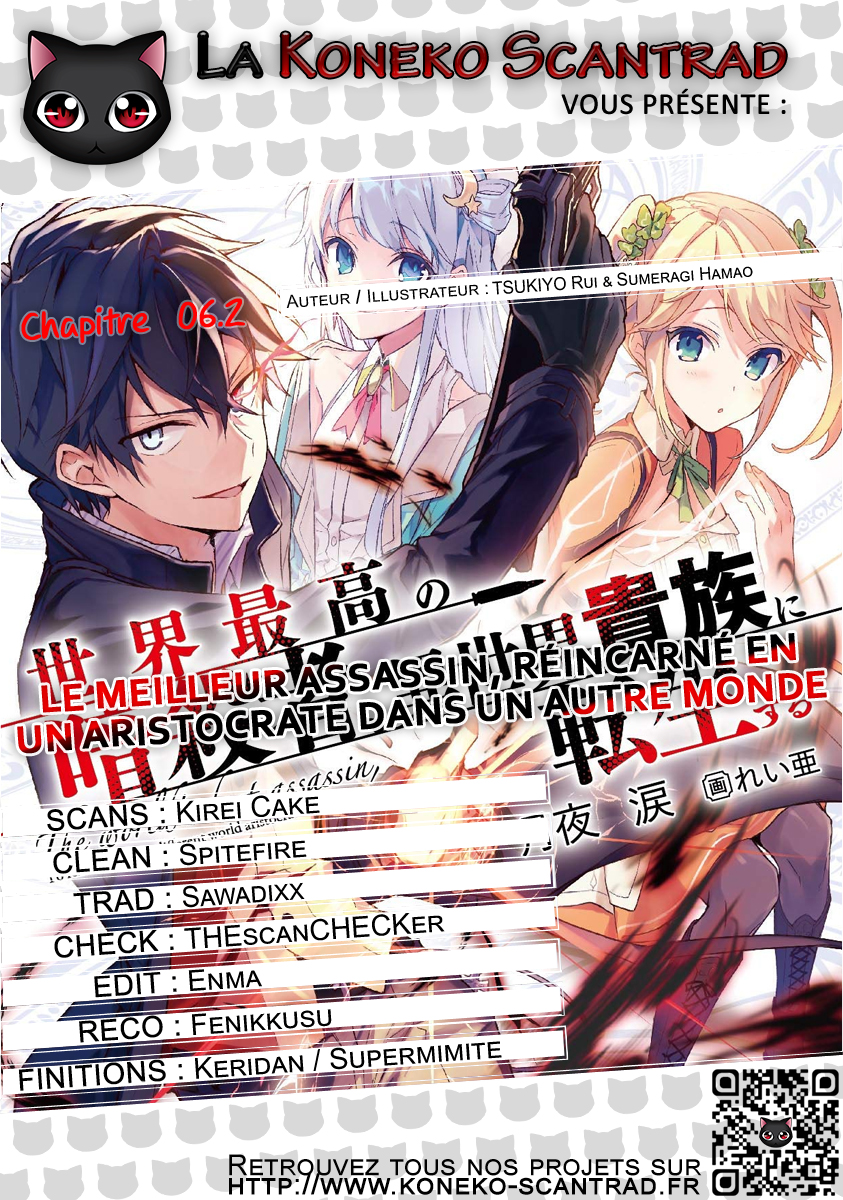 La Koneko Scantrad
VOUS PRÉSENTE :
Auteur / Illustrateur : TSUKIYO Rui & Sumeragi Hamao
Chapitre 06.2
世界最高の
貴族に
LE MEILLEUR ASSASSIN, RÉINCARNÉ EN
UN ARISTOCRATE DANS UN AUTRE MONDE
転生する
夜 涙 画 れい亜
assassin,
SCANS : Kirei Cake
world aristocrat
CLEAN : Spitefire
TRAD : Sawadixx
CHECK : THEscanCHECKer
EDIT : Enma
RECO : Fenikkusu
FINITIONS : Keridan / Supermimite
Retrouvez tous nos projets sur
http://www.koneko-scantrad.fr